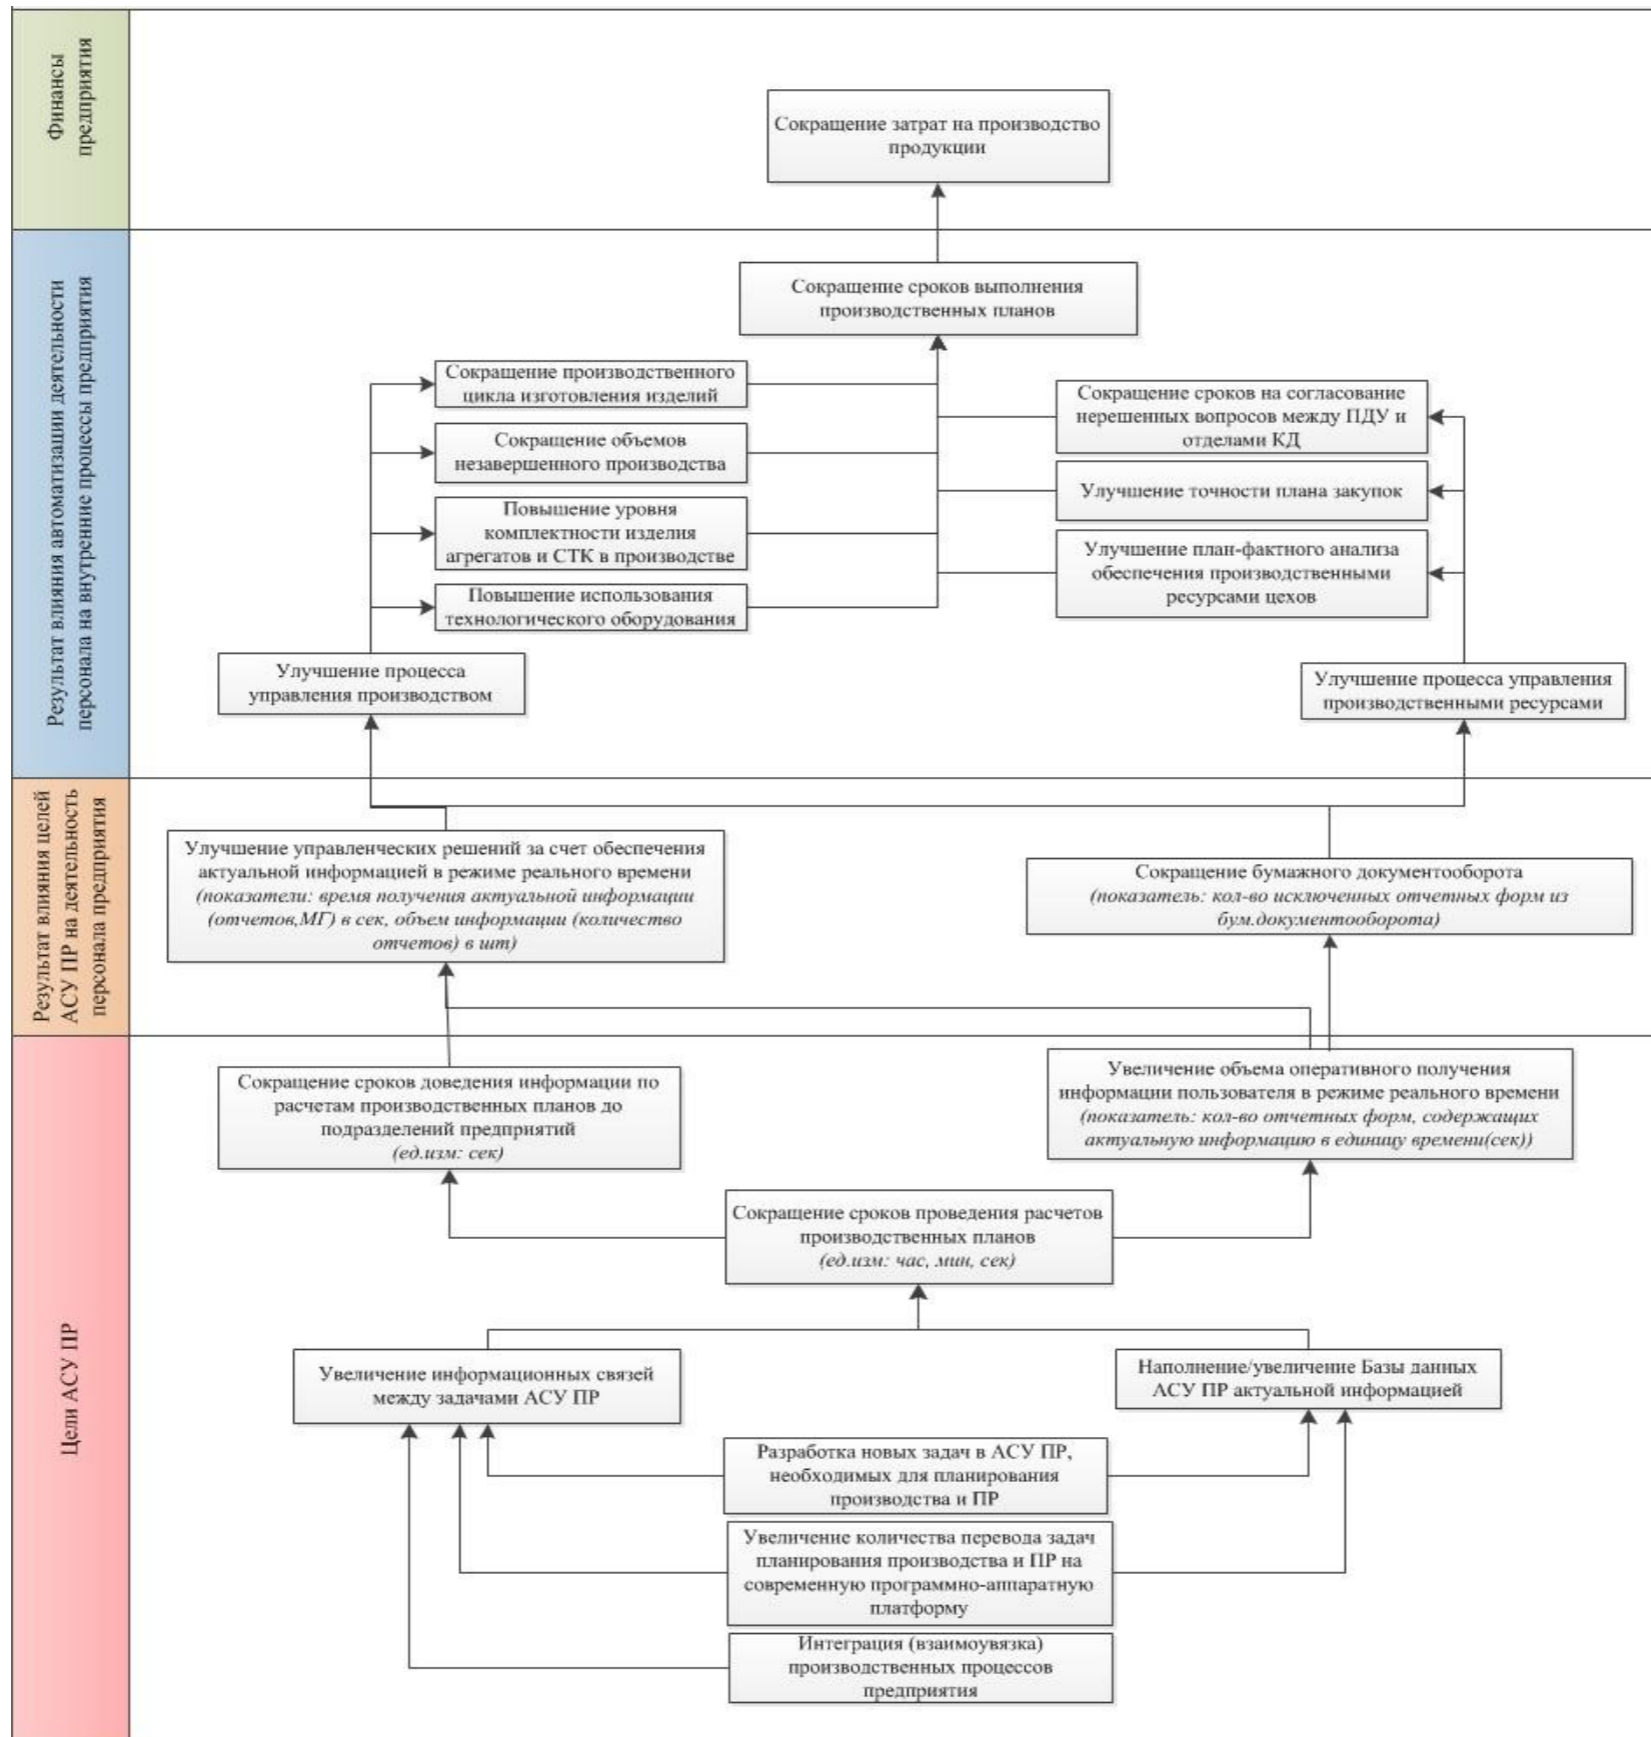 Финансы
предприятия
Сокращение затрат на производство
продукции
Результат влияния автоматизации деятельности
персонала на внутренние процессы предприятия
Сокращение сроков выполнения
производственных планов
Сокращение производственного
цикла изготовления изделий
Сокращение объемов
незавершенного производства
Повышение уровня
комплектности изделия
агрегатов и СТК в производстве
Повышение использования
технологического оборудования
Сокращение сроков на согласование
нерешенных вопросов между ПДУ и
отделами КД
Улучшение точности плана закупок
Улучшение план-фактного анализа
обеспечения производственными
ресурсами цехов
Улучшение процесса
управления производством
Улучшение процесса управления
производственными ресурсами
Результат влияния целей
АСУ ПР на деятельность
персонала предприятия
Улучшение управленческих решений за счет обеспечения
актуальной информацией в режиме реального времени
(показатели: время получения актуальной информации
(отчетов,МГ) в сек, объем информации (количество
отчетов) в шт)
Сокращение бумажного документооборота
(показатель: кол-во исключенных отчетных форм из
бум.документооборота)
Цели АСУ ПР
Сокращение сроков доведения информации по
расчетам производственных планов до
подразделений предприятий
(ед.изм: сек)
Увеличение объема оперативного получения
информации пользователя в режиме реального времени
(показатель: кол-во отчетных форм, содержащих
актуальную информацию в единицу времени(сек))
Сокращение сроков проведения расчетов
производственных планов
(ед.изм: час, мин, сек)
Увеличение информационных связей
между задачами АСУ ПР
Наполнение/увеличение Базы данных
АСУ ПР актуальной информацией
Разработка новых задач в АСУ ПР,
необходимых для планирования
производства и ПР
Увеличение количества перевода задач
планирования производства и ПР на
современную программно-аппаратную
платформу
Интеграция (взаимоувязка)
производственных процессов
предприятия